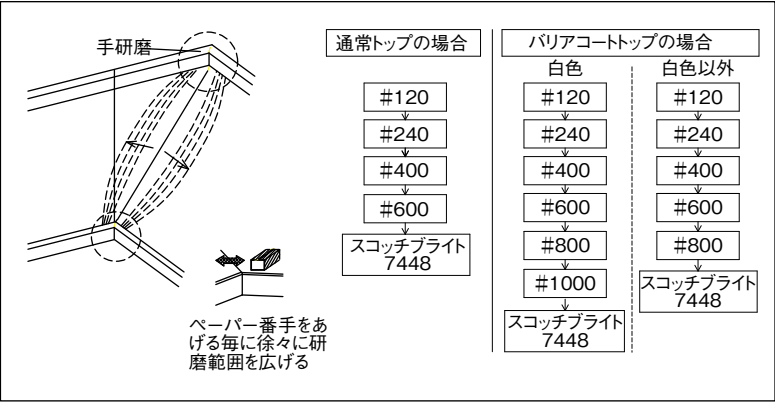 手研磨
ペーパー番手をあ
げる毎に徐々に研
磨範囲を広げる
通常トップの場合
#120
#240
#400
#600
スコッチブライト
7448
バリアコートトップの場合
白色
#120
#240
#400
#600
#800
#1000
スコッチブライト
7448
白色以外
#120
#240
#400
#600
#800
スコッチブライト
7448